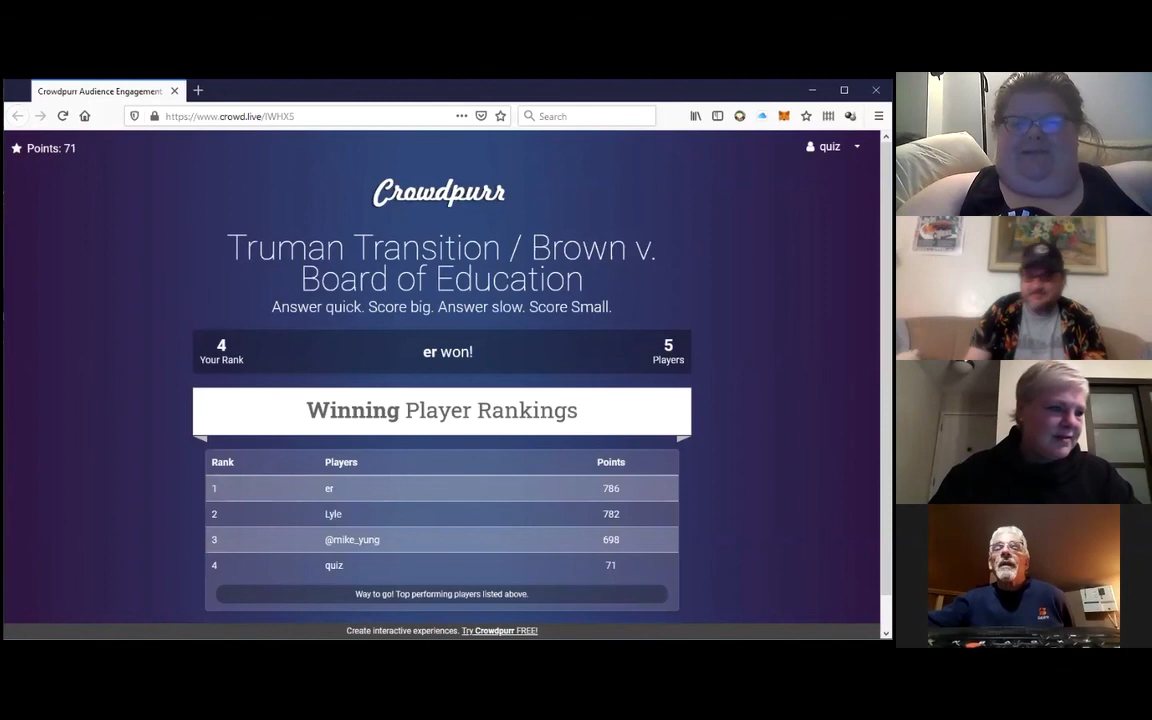 Crowdpurr Audience Engagement
https://www.crowd.live/IWHX5
Search
Points: 71
quiz
Crowdpurr
Truman Transition / Brown v.
Board of Education
Answer quick. Score big. Answer slow. Score Small.
4
Your Rank
er won!
5
Players
Winning Player Rankings
Rank Players Points
1 er 786
2 Lyle 782
3 @mike_yung 698
4 quiz 71
Way to go! Top performing players listed above.
Create interactive experiences. Try Crowdpurr FREE!